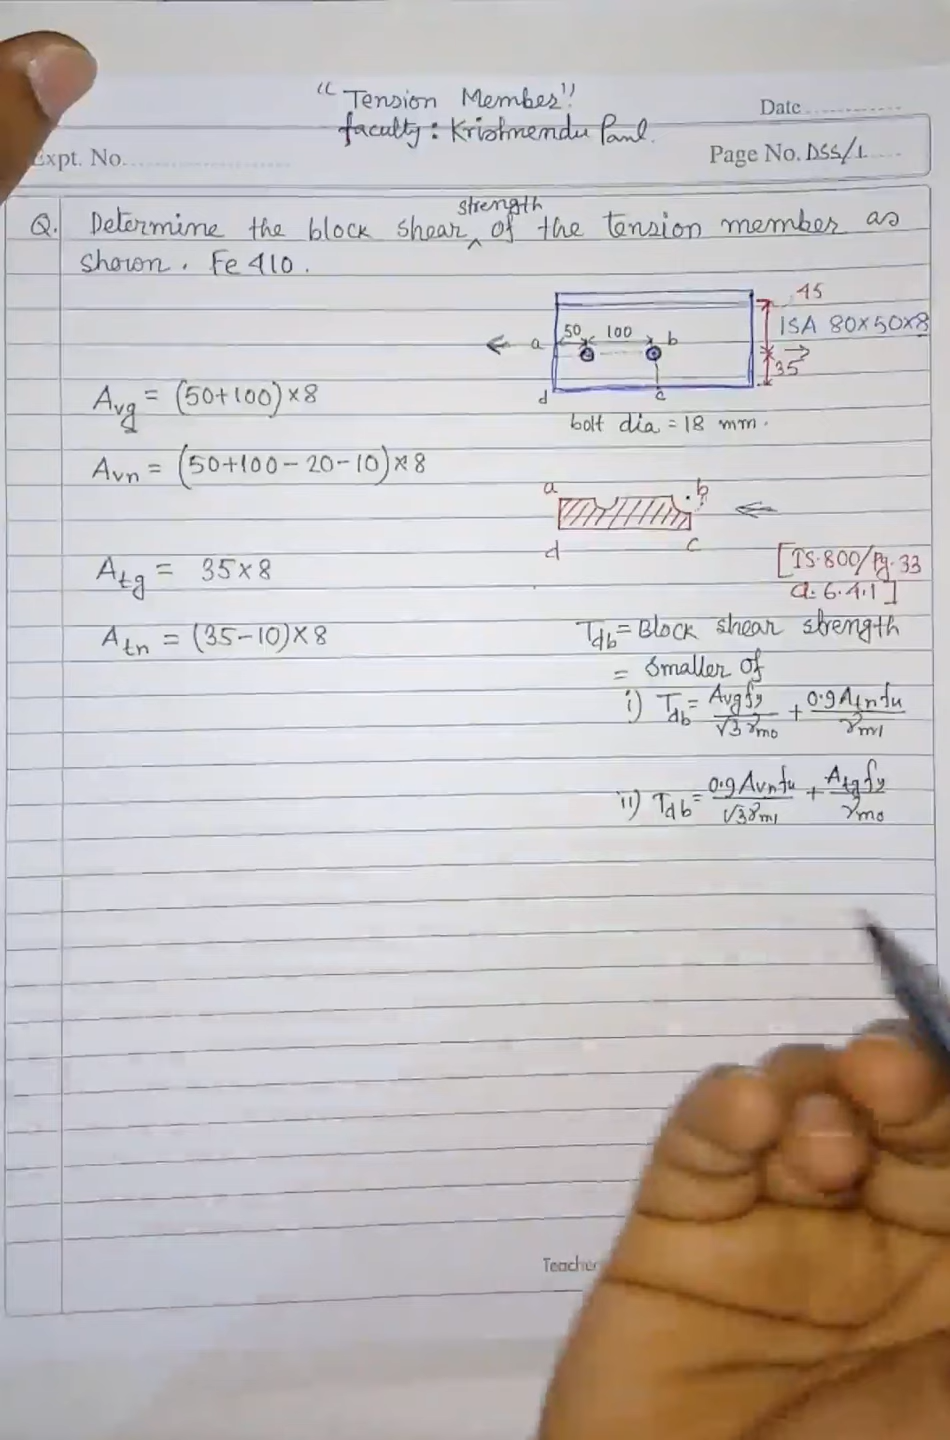 “Tension Member”
faculty : Krishnendu Paul.
Date
Expt. No.
Page No. DSS/1
Q. Determine the block shear strength of the tension member as
shown. Fe 410.
45
ISA 80×50×8
50 100
a b
35
d c
bolt dia = 18 mm.
Avg = (50+100)×8
Avn = (50+100-20-10)×8
a b
d c
[IS-800/Pg. 33
Cl. 6.4.1]
Atg = 35×8
Atn = (35-10)×8
Tdb = Block shear strength
= Smaller of
i) Tdb = Avg fy/√3 γm0 + 0.9 Atn fu/γm1
ii) Tdb = 0.9 Avn fu/√3 γm1 + Atg fy/γm0